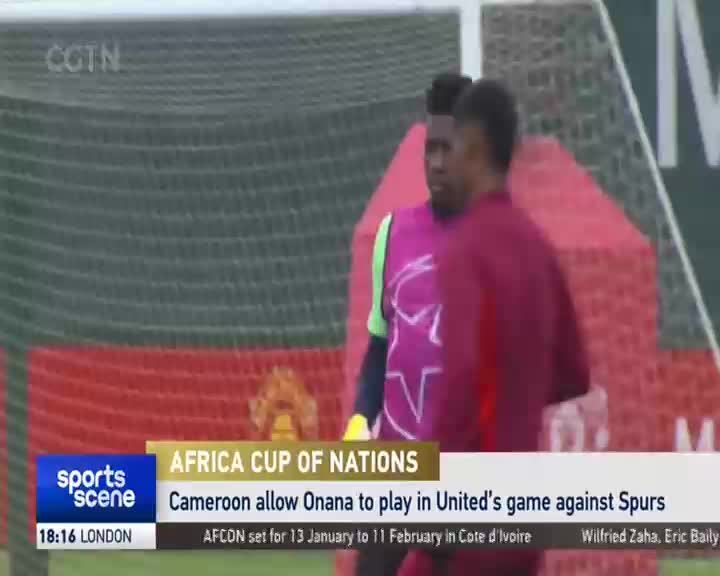 CGTN
M
M
AFRICA CUP OF NATIONS
sports scene
Cameroon allow Onana to play in United's game against Spurs
18:16 LONDON
AFCON set for 13 January to 11 February in Cote d'Ivoire
Wilfried Zaha, Eric Baily